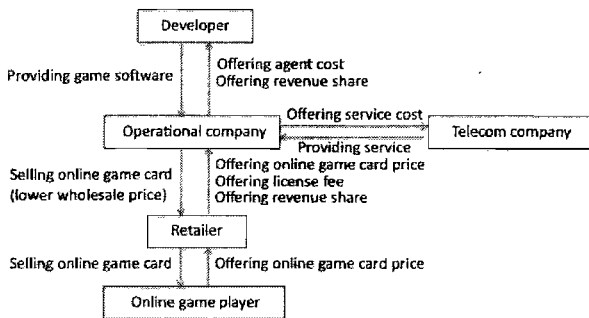 Developer
Providing game software
Offering agent cost
Offering revenue share
Offering service cost
Operational company
Telecom company
Providing service
Selling online game card
(lower wholesale price)
Offering online game card price
Offering license fee
Offering revenue share
Retailer
Selling online game card
Offering online game card price
Online game player